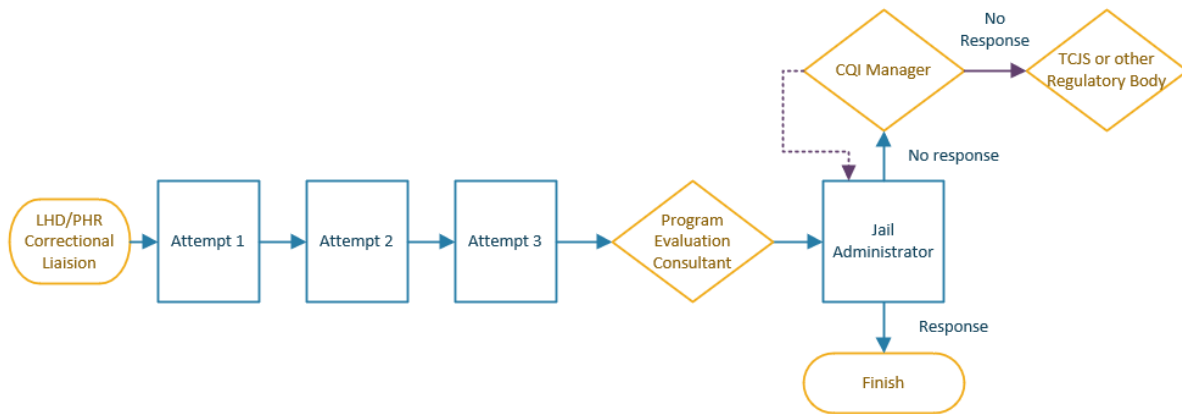 No
Response
CQI Manager
TCJS or other
Regulatory Body
No response
LHD/PHR
Correctional
Liaision
Attempt 1
Attempt 2
Attempt 3
Program
Evaluation
Consultant
Jail
Administrator
Response
Finish